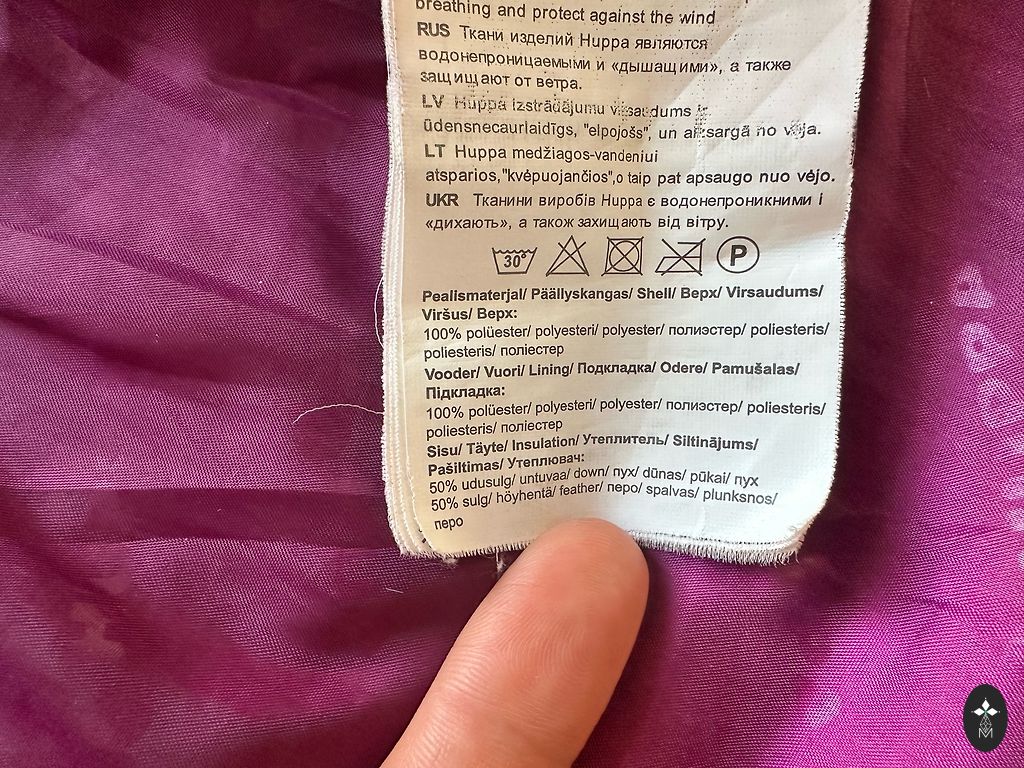 breathing and protect against the wind
RUS Ткани изделий Huppa являются
водонепроницаемыми и «дышащими», а также
защищают от ветра.
LV Huppa izstrādājumu virsaudums ir
ūdensnecaurlaidīgs, "elpojošs", un aizsargā no vēja.
LT Huppa medžiagos-vandeniui
atsparios,"kvėpuojančios",o taip pat apsaugo nuo vėjo.
UKR Тканини виробів Huppa є водонепроникними і
«дихають», а також захищають від вітру.
30° P
Pealismaterjal/ Päällyskangas/ Shell/ Верх/ Virsaudums/
Viršus/ Верх:
100% polüester/ polyesteri/ polyester/ полиэстер/ poliesteris/
poliesteris/ поліестер
Vooder/ Vuori/ Lining/ Подкладка/ Odere/ Pamušalas/
Підкладка:
100% polüester/ polyesteri/ polyester/ полиэстер/ poliesteris/
poliesteris/ поліестер
Sisu/ Täyte/ Insulation/ Утеплитель/ Siltinājums/
Pašiltimas/ Утеплювач:
50% udusulg/ untuvaa/ down/ пух/ dūnas/ pūkai/ пух
50% sulg/ höyhentä/ feather/ перо/ spalvas/ plunksnos/
перо
M